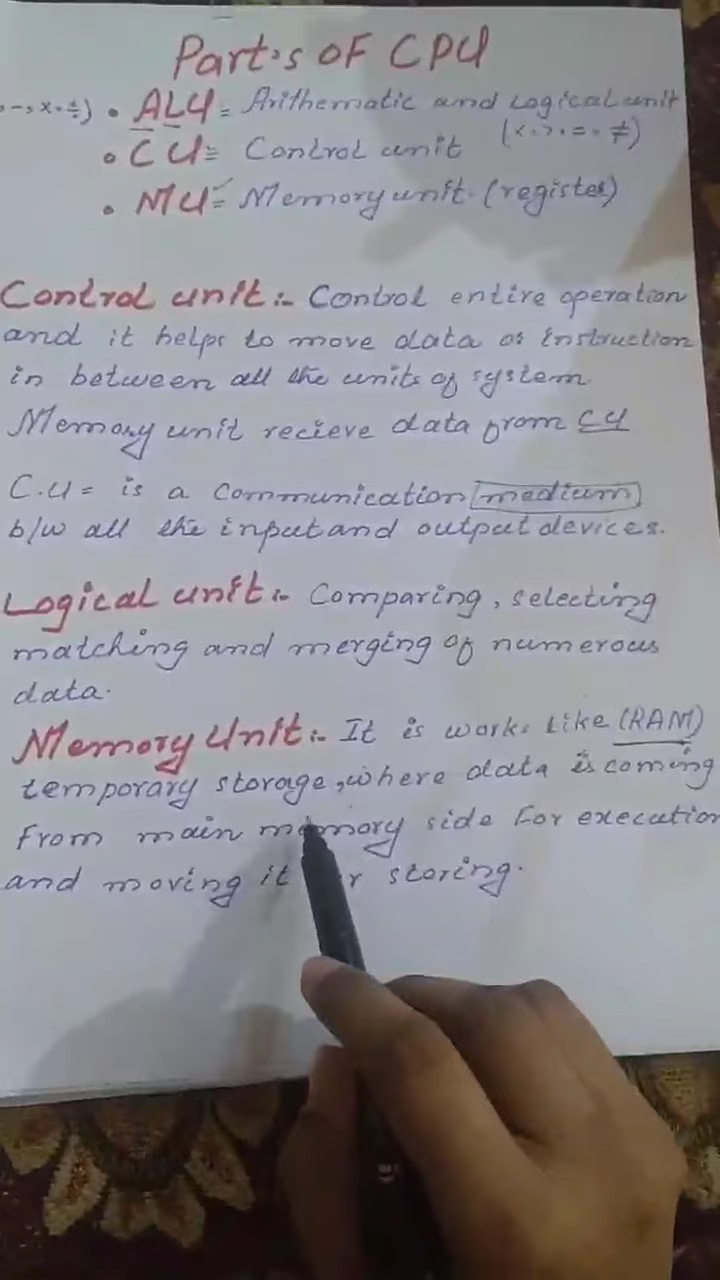 Part's OF CPU
-, x, ÷) • ALU = Arithematic and Logical unit
(<, >, =, ≠)
• CU = Control unit
• MU = Memory unit (register)
Control unit :- Control entire operation
and it helps to move data or instruction
in between all the units of system
Memory unit recieve data from CU
C.U = is a communication medium
b/w all the input and output devices.
Logical unit :- Comparing, selecting
matching and merging of numerous
data.
Memory Unit :- It is works like (RAM)
temporary storage, where data is coming
From main memory side for execution
and moving it storing.